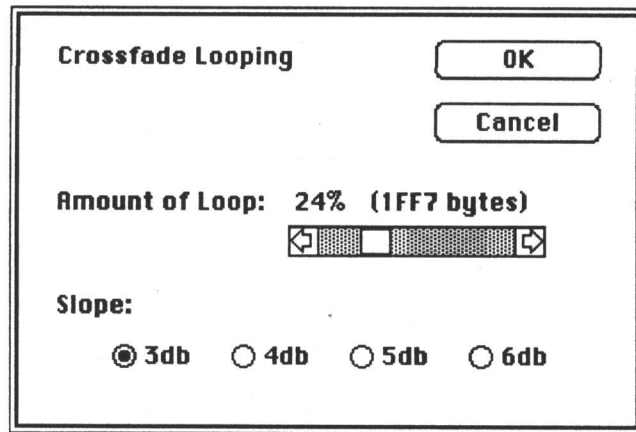 Crossfade Looping
OK
Cancel
Amount of Loop: 24% (1FF7 bytes)
Slope:
3db 4db 5db 6db